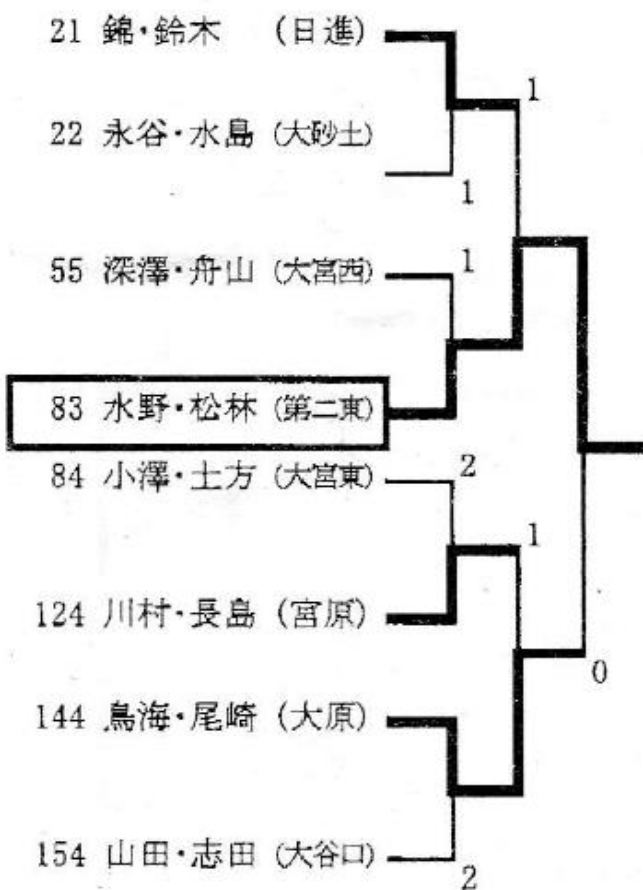 21 錦・鈴木 (日進)
1
22 永谷・水島 (大砂土)
1
55 深澤・舟山 (大宮西)
1
83 水野・松林 (第二東)
84 小澤・土方 (大宮東)
2
1
124 川村・長島 (宮原)
0
144 鳥海・尾崎 (大原)
154 山田・志田 (大谷口)
2